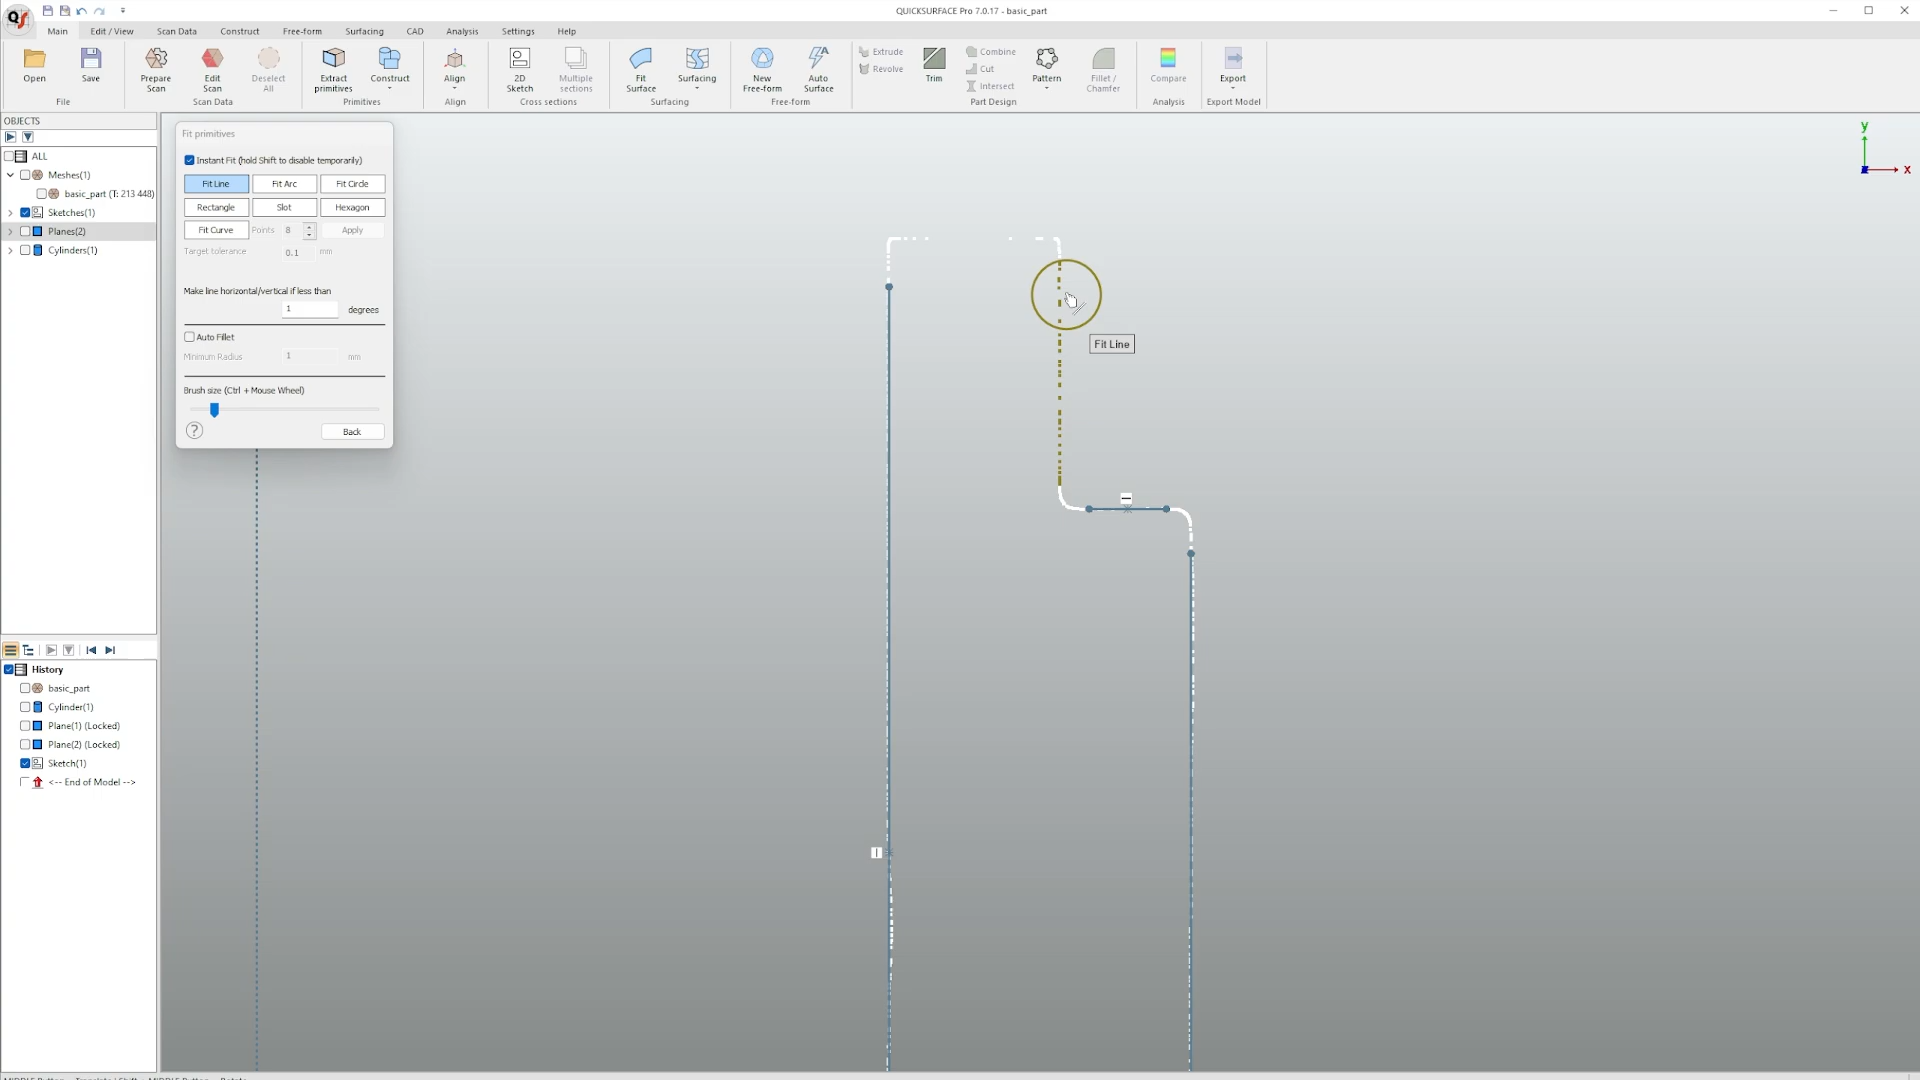 QS
QUICKSURFACE Pro 7.0.17 - basic_part
Main Edit / View Scan Data Construct Free-form Surfacing CAD Analysis Settings Help
Open Save
File
Prepare Scan Edit Scan Deselect All
Scan Data
Extract primitives Construct
Primitives
Align
Align
2D Sketch Multiple sections
Cross sections
Fit Surface Surfacing
Surfacing
New Free-form Auto Surface
Free-form
Extrude
Revolve
Trim
Combine
Cut
Intersect
Pattern
Fillet / Chamfer
Part Design
Compare
Analysis
Export
Export Model
OBJECTS
ALL
Meshes(1)
basic_part (T: 213 448)
Sketches(1)
Planes(2)
Cylinders(1)
Fit primitives
Instant Fit (hold Shift to disable temporarily)
Fit Line Fit Arc Fit Circle
Rectangle Slot Hexagon
Fit Curve Points 8 Apply
Target tolerance 0.1 mm
Make line horizontal/vertical if less than
1 degrees
Auto Fillet
Minimum Radius 1 mm
Brush size (Ctrl + Mouse Wheel)
? Back
y
x
Fit Line
History
basic_part
Cylinder(1)
Plane(1) (Locked)
Plane(2) (Locked)
Sketch(1)
<-- End of Model -->